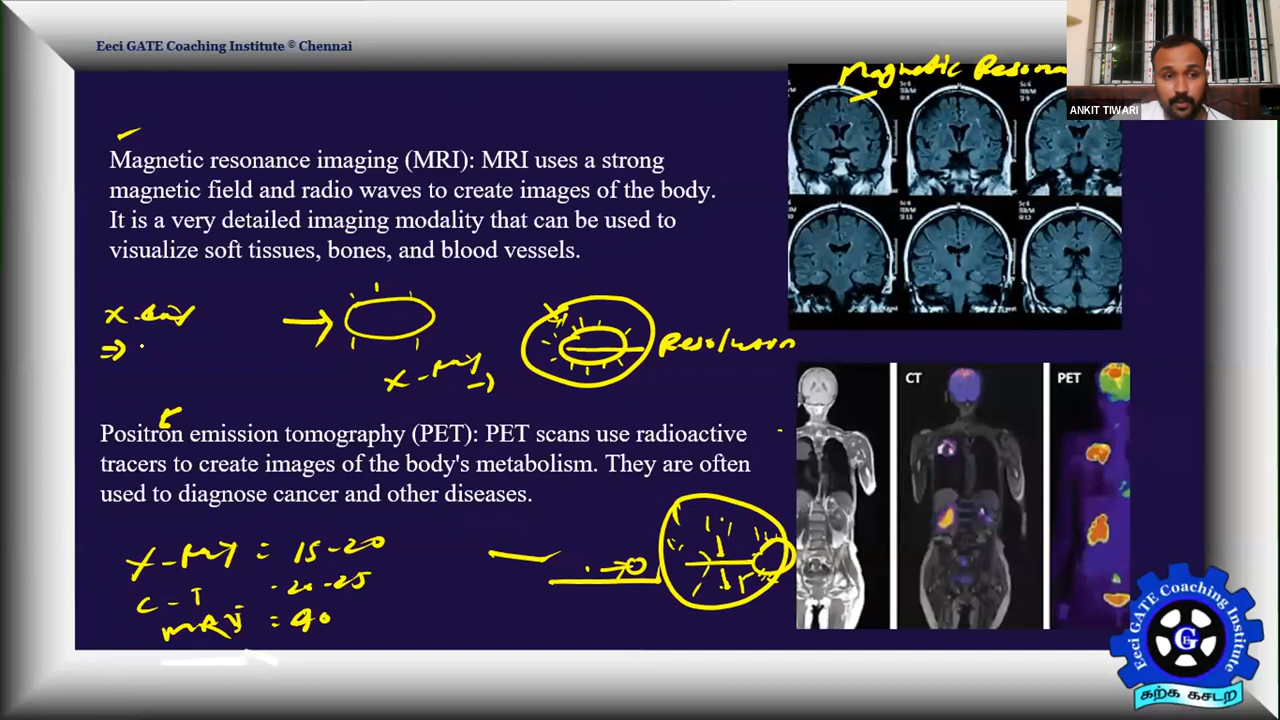 Eeci GATE Coaching Institute © Chennai
Magnetic Resona
ANKIT TIWARI
Magnetic resonance imaging (MRI): MRI uses a strong
magnetic field and radio waves to create images of the body.
It is a very detailed imaging modality that can be used to
visualize soft tissues, bones, and blood vessels.
X-Ray
X-Ray
Resolution
CT
PET
Positron emission tomography (PET): PET scans use radioactive
tracers to create images of the body's metabolism. They are often
used to diagnose cancer and other diseases.
X-Ray = 15-20
C-T - 20-25
MRI = 40
Eeci GATE Coaching Institute
கற்க கசடற